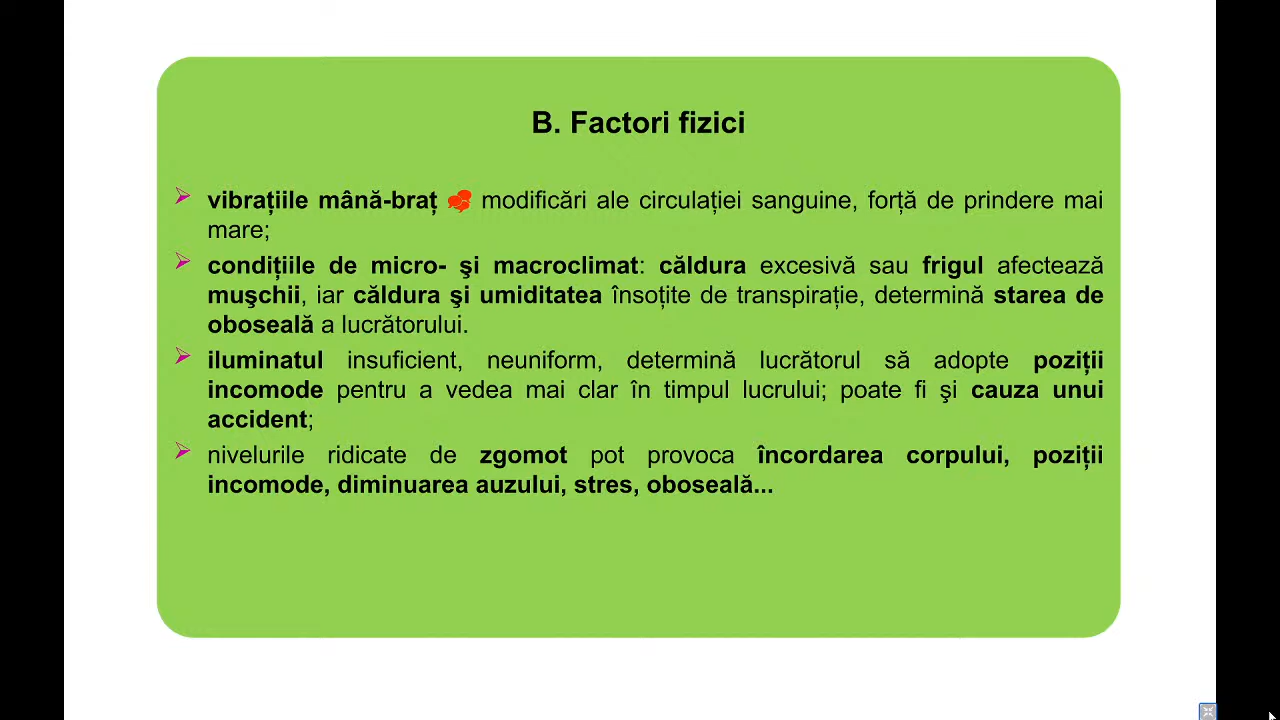 B. Factori fizici
vibrațiile mână-braț modificări ale circulației sanguine, forță de prindere mai
mare;
condițiile de micro- şi macroclimat: căldura excesivă sau frigul afectează
muşchii, iar căldura şi umiditatea însoțite de transpirație, determină starea de
oboseală a lucrătorului.
iluminatul insuficient, neuniform, determină lucrătorul să adopte poziții
incomode pentru a vedea mai clar în timpul lucrului; poate fi şi cauza unui
accident;
nivelurile ridicate de zgomot pot provoca încordarea corpului, poziții
incomode, diminuarea auzului, stres, oboseală...